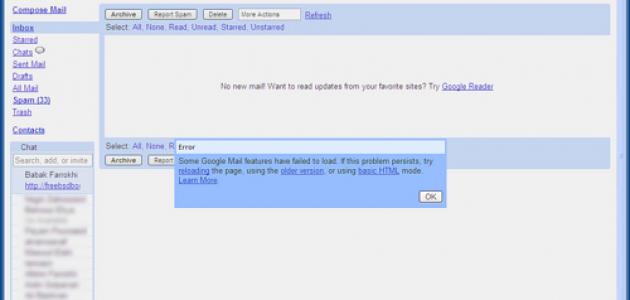 Compose Mail
Inbox
Starred
Chats
Sent Mail
Drafts
All Mail
Spam (33)
Trash
Contacts
Chat
Search, add, or invite
Babak Farrokhi
http://freebsdbo
Archive Report Spam Delete More Actions Refresh
Select: All, None, Read, Unread, Starred, Unstarred
No new mail! Want to read updates from your favorite sites? Try Google Reader
Select: All, None, R
Archive Report
Error
Some Google Mail features have failed to load. If this problem persists, try
reloading the page, using the older version, or using basic HTML mode.
Learn More.
OK